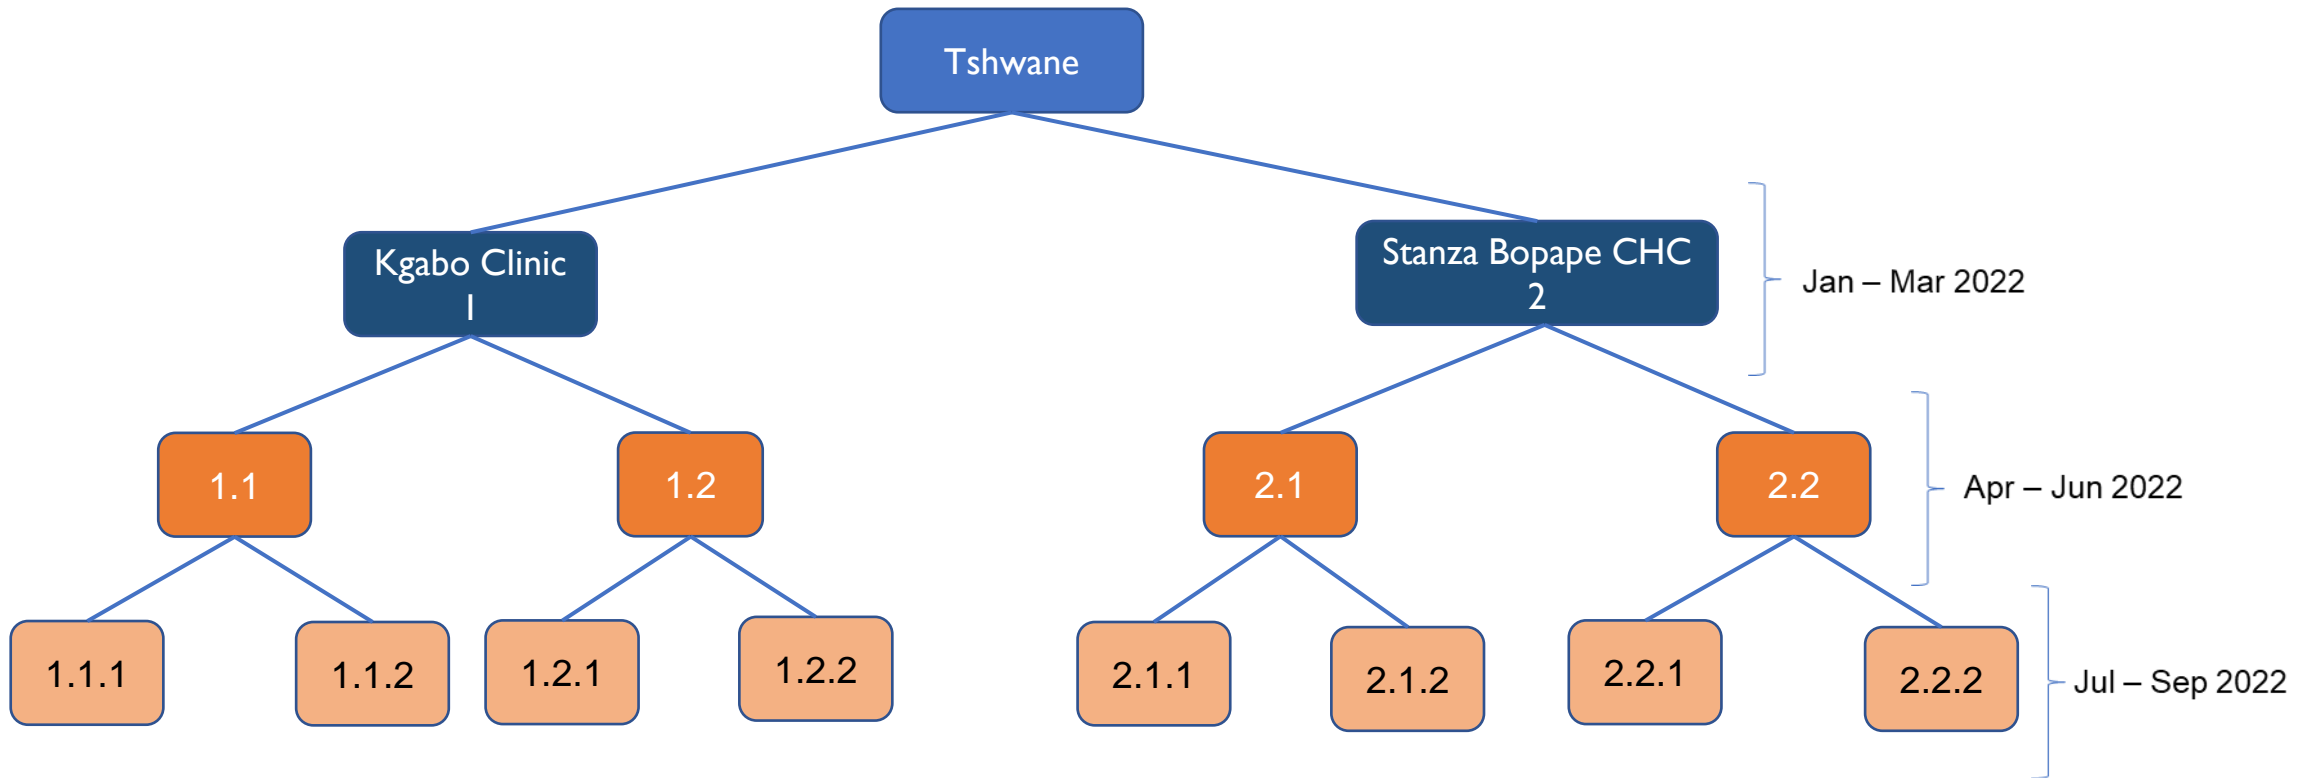 Tshwane
Kgabo Clinic
1
Stanza Bopape CHC
2
Jan – Mar 2022
1.1
1.2
2.1
2.2
Apr – Jun 2022
1.1.1
1.1.2
1.2.1
1.2.2
2.1.1
2.1.2
2.2.1
2.2.2
Jul – Sep 2022